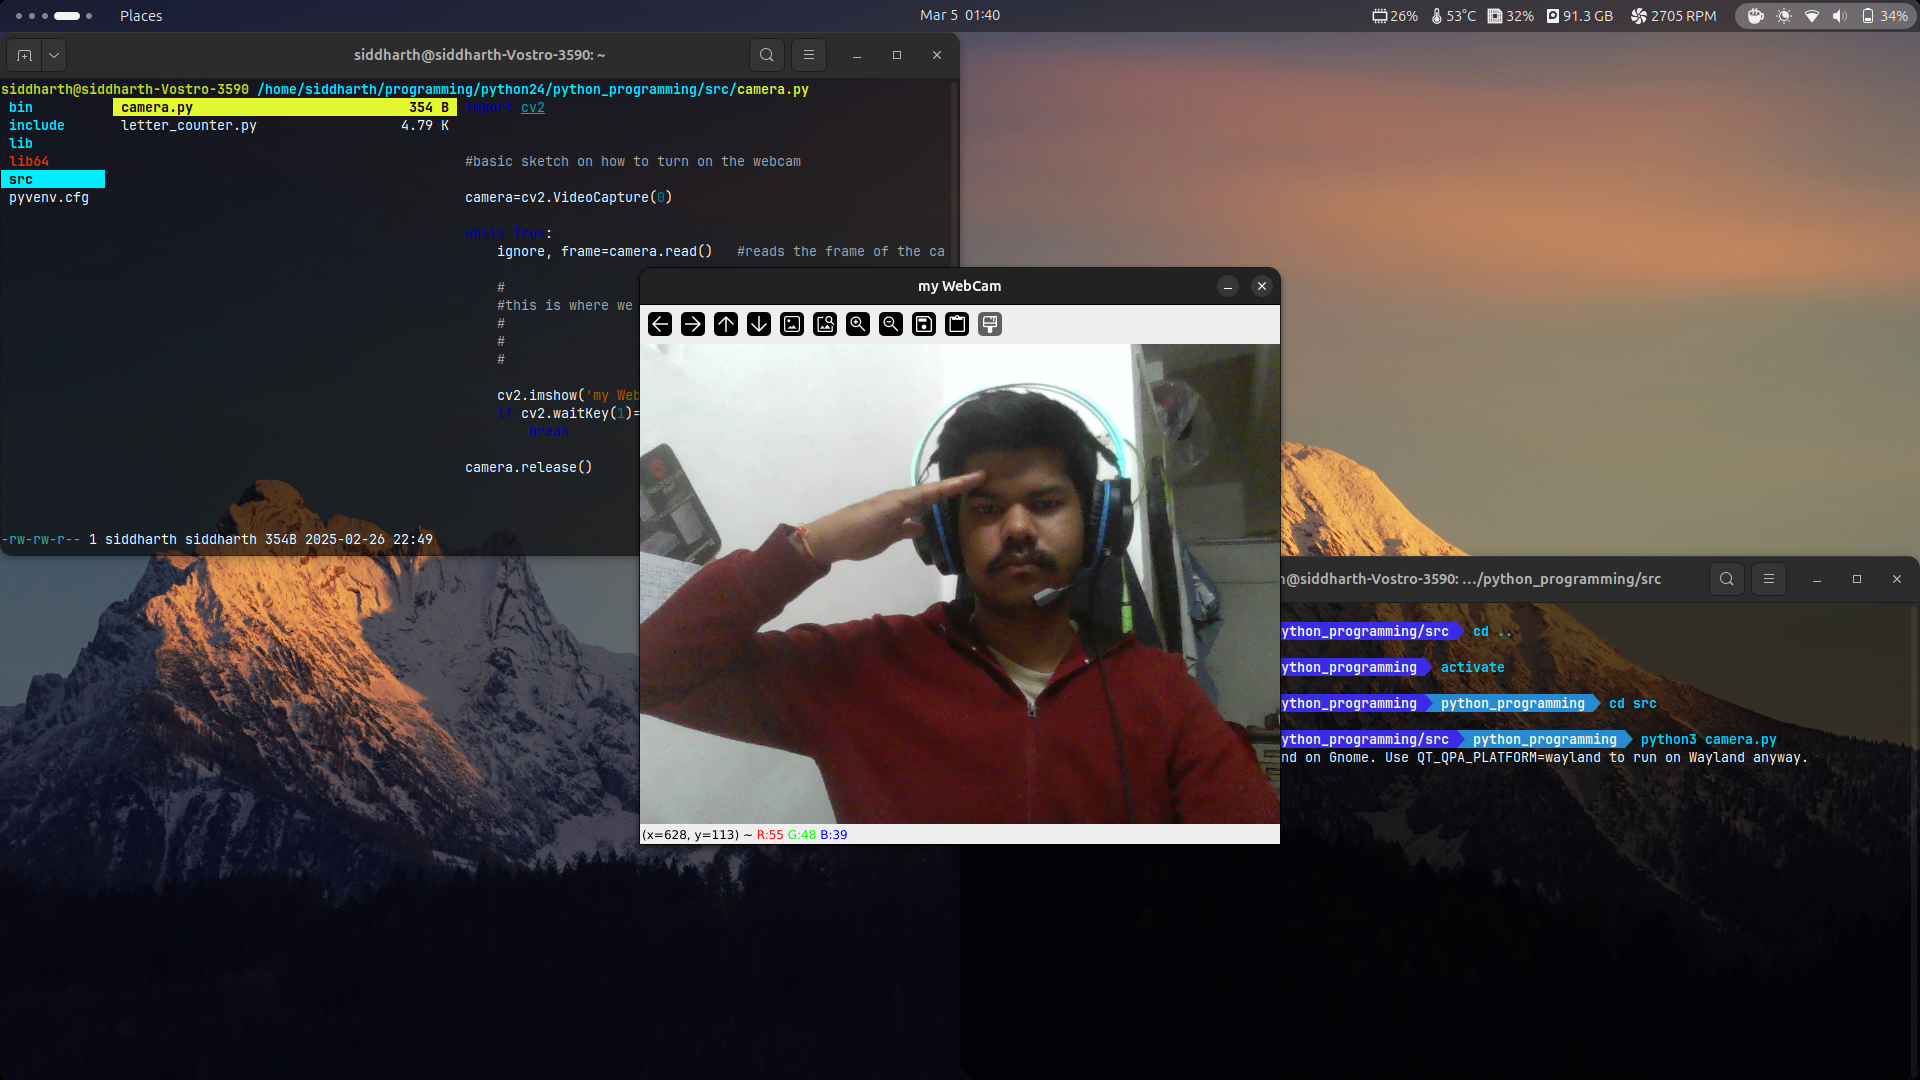 Places
Mar 5 01:40
26% 53°C 32% 91.3 GB 2705 RPM 34%
siddharth@siddharth-Vostro-3590: ~
siddharth@siddharth-Vostro-3590 /home/siddharth/programming/python24/python_programming/src/camera.py
bin
include
lib
lib64
src
pyvenv.cfg
camera.py 354 B
letter_counter.py 4.79 K
import cv2
#basic sketch on how to turn on the webcam
camera=cv2.VideoCapture(0)
while True:
ignore, frame=camera.read() #reads the frame of the ca
#
#this is where we
#
#
#
cv2.imshow('my Web
if cv2.waitKey(1)=
break
camera.release()
-rw-rw-r-- 1 siddharth siddharth 354B 2025-02-26 22:49
my WebCam
(x=628, y=113) ~ R:55 G:48 B:39
@siddharth-Vostro-3590: .../python_programming/src
ython_programming/src cd ..
ython_programming activate
ython_programming python_programming cd src
ython_programming/src python_programming python3 camera.py
nd on Gnome. Use QT_QPA_PLATFORM=wayland to run on Wayland anyway.